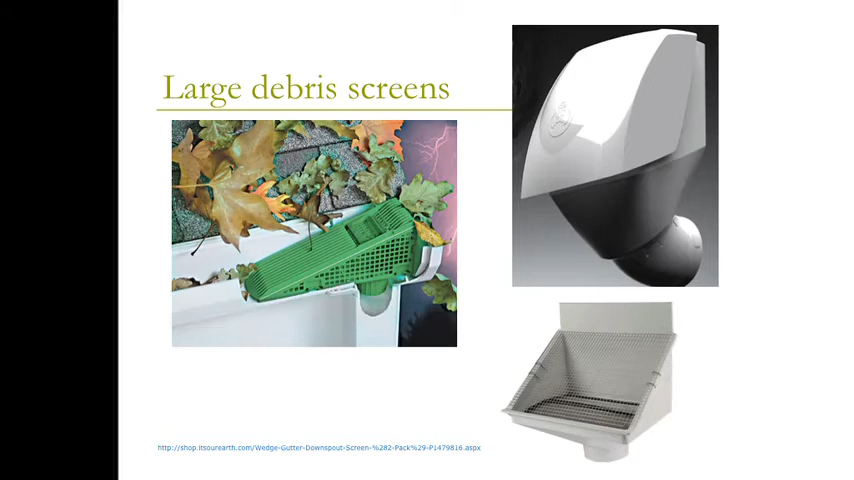 Large debris screens
http://shop.itsourearth.com/Wedge-Gutter-Downspout-Screen-%282-Pack%29-P1479816.aspx